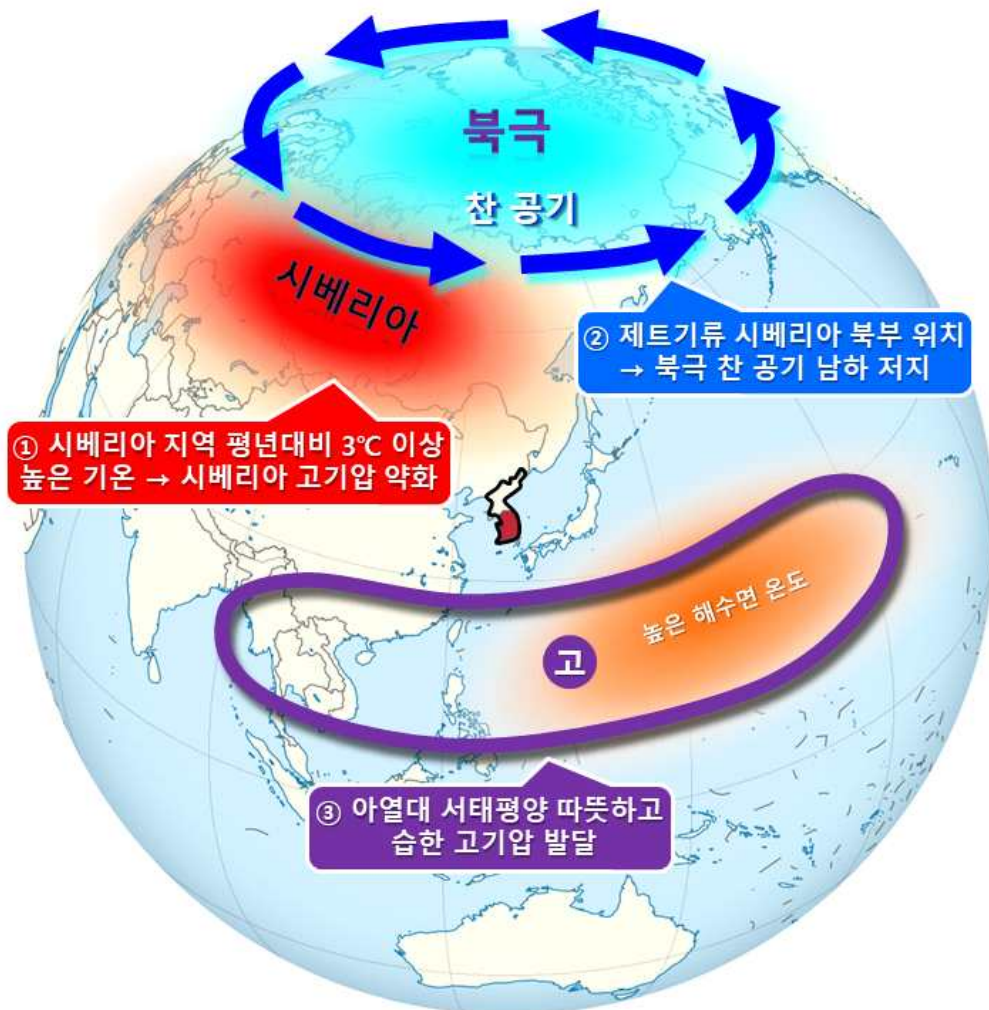 북극
찬 공기
시베리아
② 제트기류 시베리아 북부 위치
→ 북극 찬 공기 남하 저지
① 시베리아 지역 평년대비 3℃ 이상
높은 기온 → 시베리아 고기압 약화
높은 해수면 온도
고
③ 아열대 서태평양 따뜻하고
습한 고기압 발달